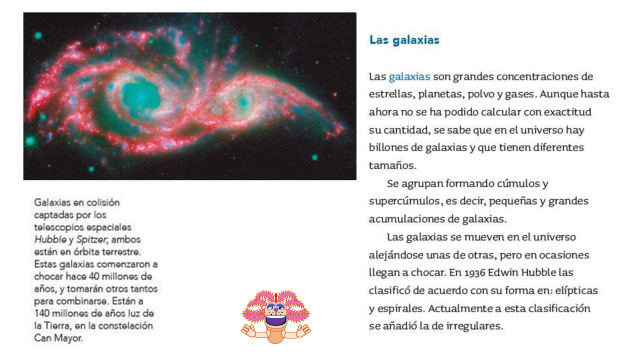 Las galaxias
Las galaxias son grandes concentraciones de
estrellas, planetas, polvo y gases. Aunque hasta
ahora no se ha podido calcular con exactitud
su cantidad, se sabe que en el universo hay
billones de galaxias y que tienen diferentes
tamaños.
Se agrupan formando cúmulos y
supercúmulos, es decir, pequeñas y grandes
acumulaciones de galaxias.
Las galaxias se mueven en el universo
alejándose unas de otras, pero en ocasiones
llegan a chocar. En 1936 Edwin Hubble las
clasificó de acuerdo con su forma en: elípticas
y espirales. Actualmente a esta clasificación
se añadió la de irregulares.
Galaxias en colisión
captadas por los
telescopios espaciales
Hubble y Spitzer, ambos
están en órbita terrestre.
Estas galaxias comenzaron a
chocar hace 40 millones de
años, y tomarán otros tantos
para combinarse. Están a
140 millones de años luz de
la Tierra, en la constelación
Can Mayor.